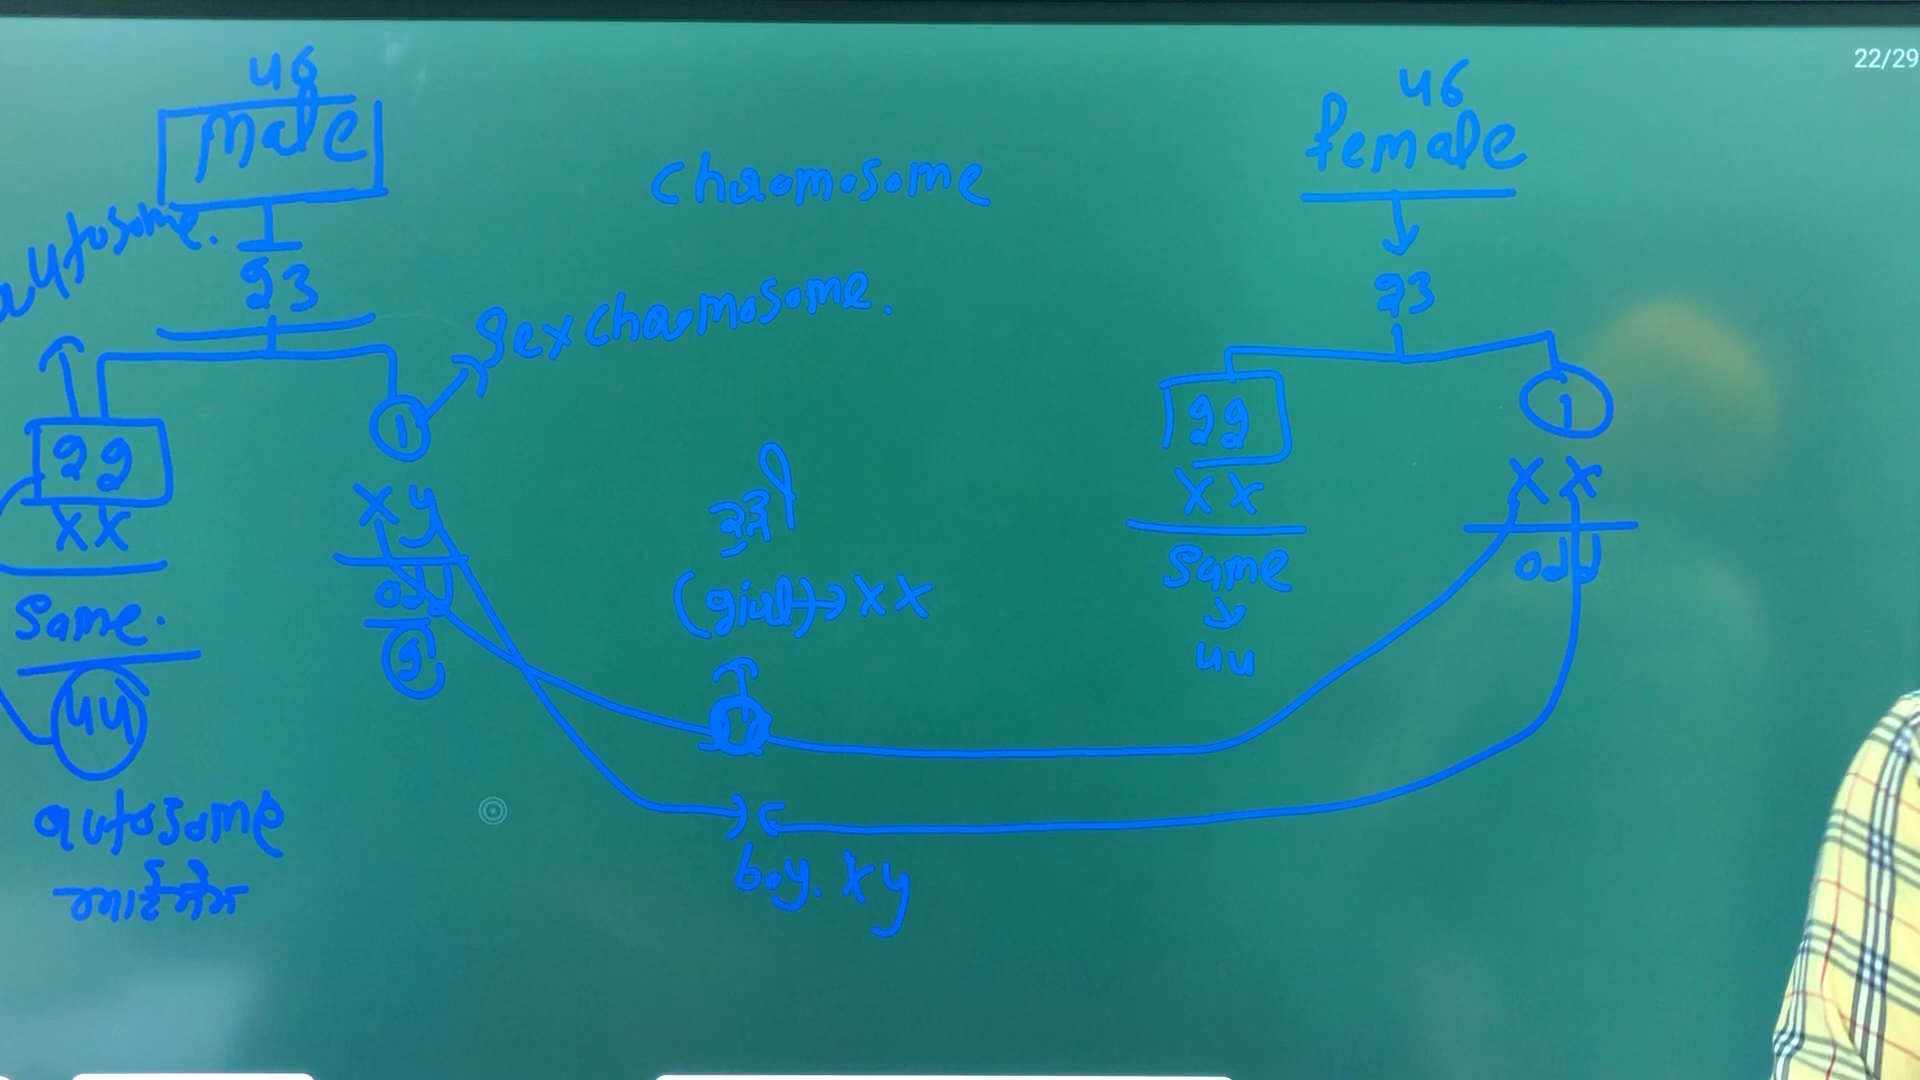 46
male
autosome.
23
22
1
sex chromosome.
XX
same.
44
autosome
X y
odd
chromosome
(girl) → XX
boy. Xy
46
female
23
22
1
XX
same
44
XX
odd
22/29